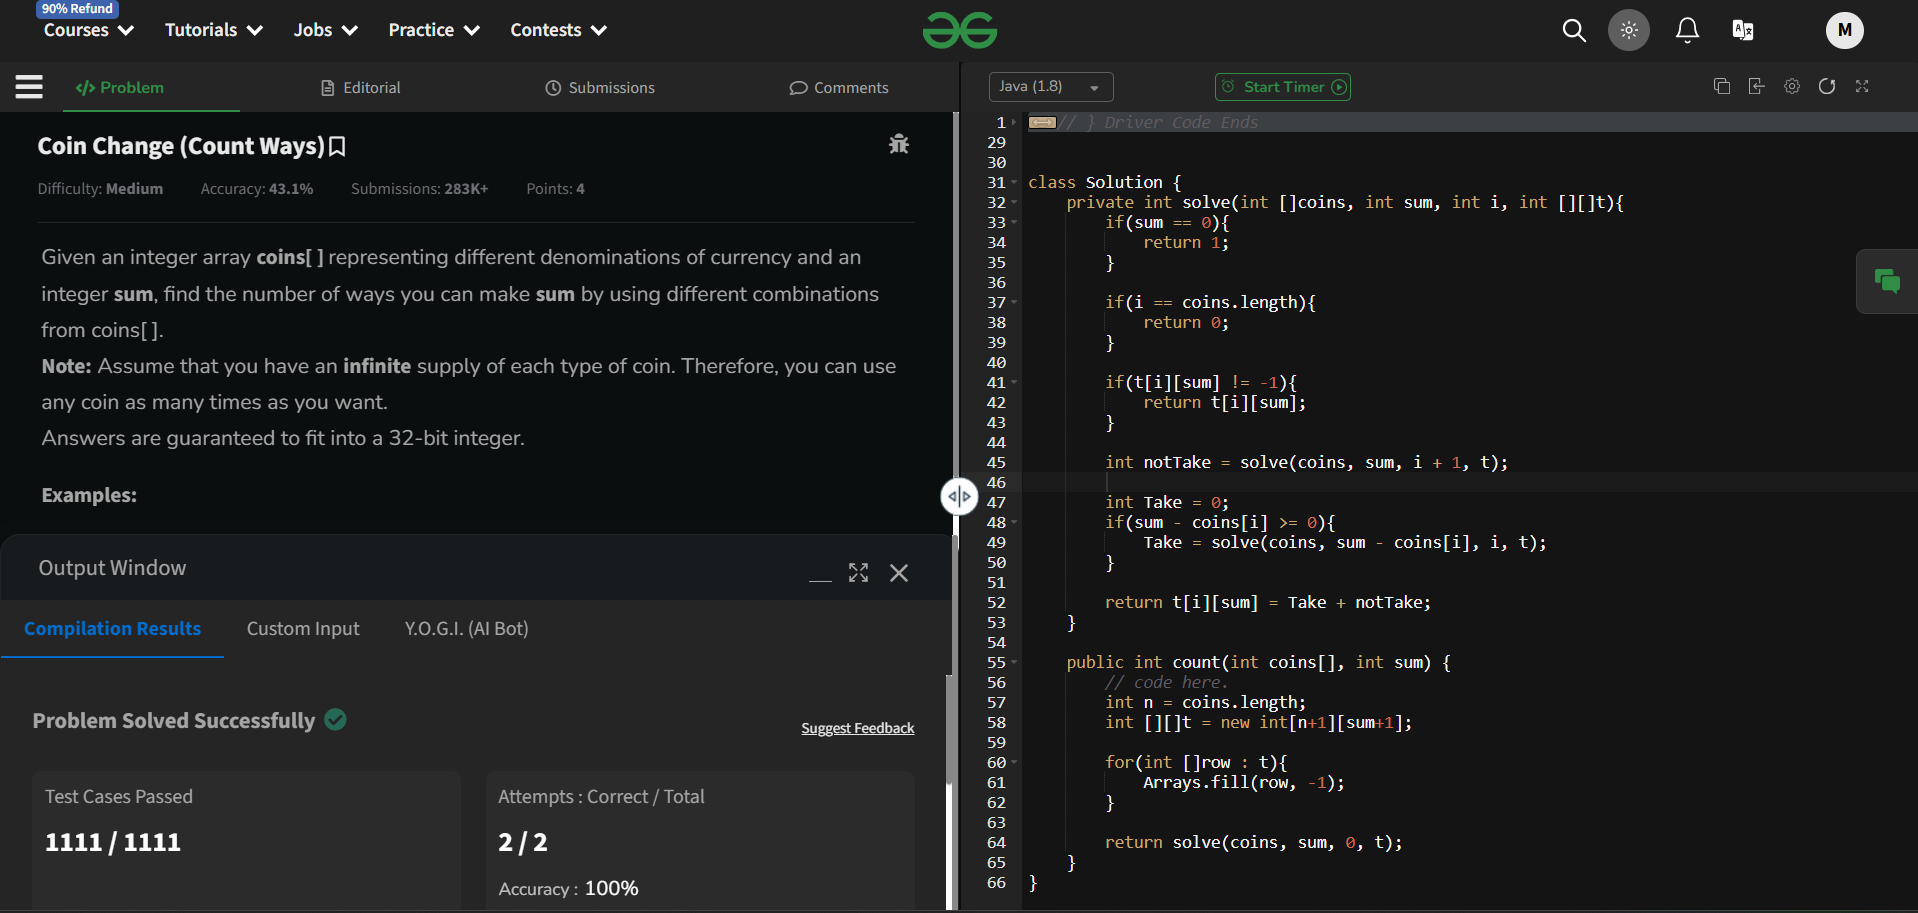 90% Refund
Courses Tutorials Jobs Practice Contests
M
</> Problem Editorial Submissions Comments
Java (1.8) Start Timer
Coin Change (Count Ways)
Difficulty: Medium Accuracy: 43.1% Submissions: 283K+ Points: 4
Given an integer array coins[ ] representing different denominations of currency and an
integer sum, find the number of ways you can make sum by using different combinations
from coins[ ].
Note: Assume that you have an infinite supply of each type of coin. Therefore, you can use
any coin as many times as you want.
Answers are guaranteed to fit into a 32-bit integer.
Examples:
Output Window
Compilation Results Custom Input Y.O.G.I. (AI Bot)
Problem Solved Successfully
Suggest Feedback
Test Cases Passed
1111 / 1111
Attempts : Correct / Total
2 / 2
Accuracy : 100%
1 // } Driver Code Ends
29
30
31 class Solution {
32     private int solve(int []coins, int sum, int i, int [][]t){
33         if(sum == 0){
34             return 1;
35         }
36
37         if(i == coins.length){
38             return 0;
39         }
40
41         if(t[i][sum] != -1){
42             return t[i][sum];
43         }
44
45         int notTake = solve(coins, sum, i + 1, t);
46
47         int Take = 0;
48         if(sum - coins[i] >= 0){
49             Take = solve(coins, sum - coins[i], i, t);
50         }
51
52         return t[i][sum] = Take + notTake;
53     }
54
55     public int count(int coins[], int sum) {
56         // code here.
57         int n = coins.length;
58         int [][]t = new int[n+1][sum+1];
59
60         for(int []row : t){
61             Arrays.fill(row, -1);
62         }
63
64         return solve(coins, sum, 0, t);
65     }
66 }